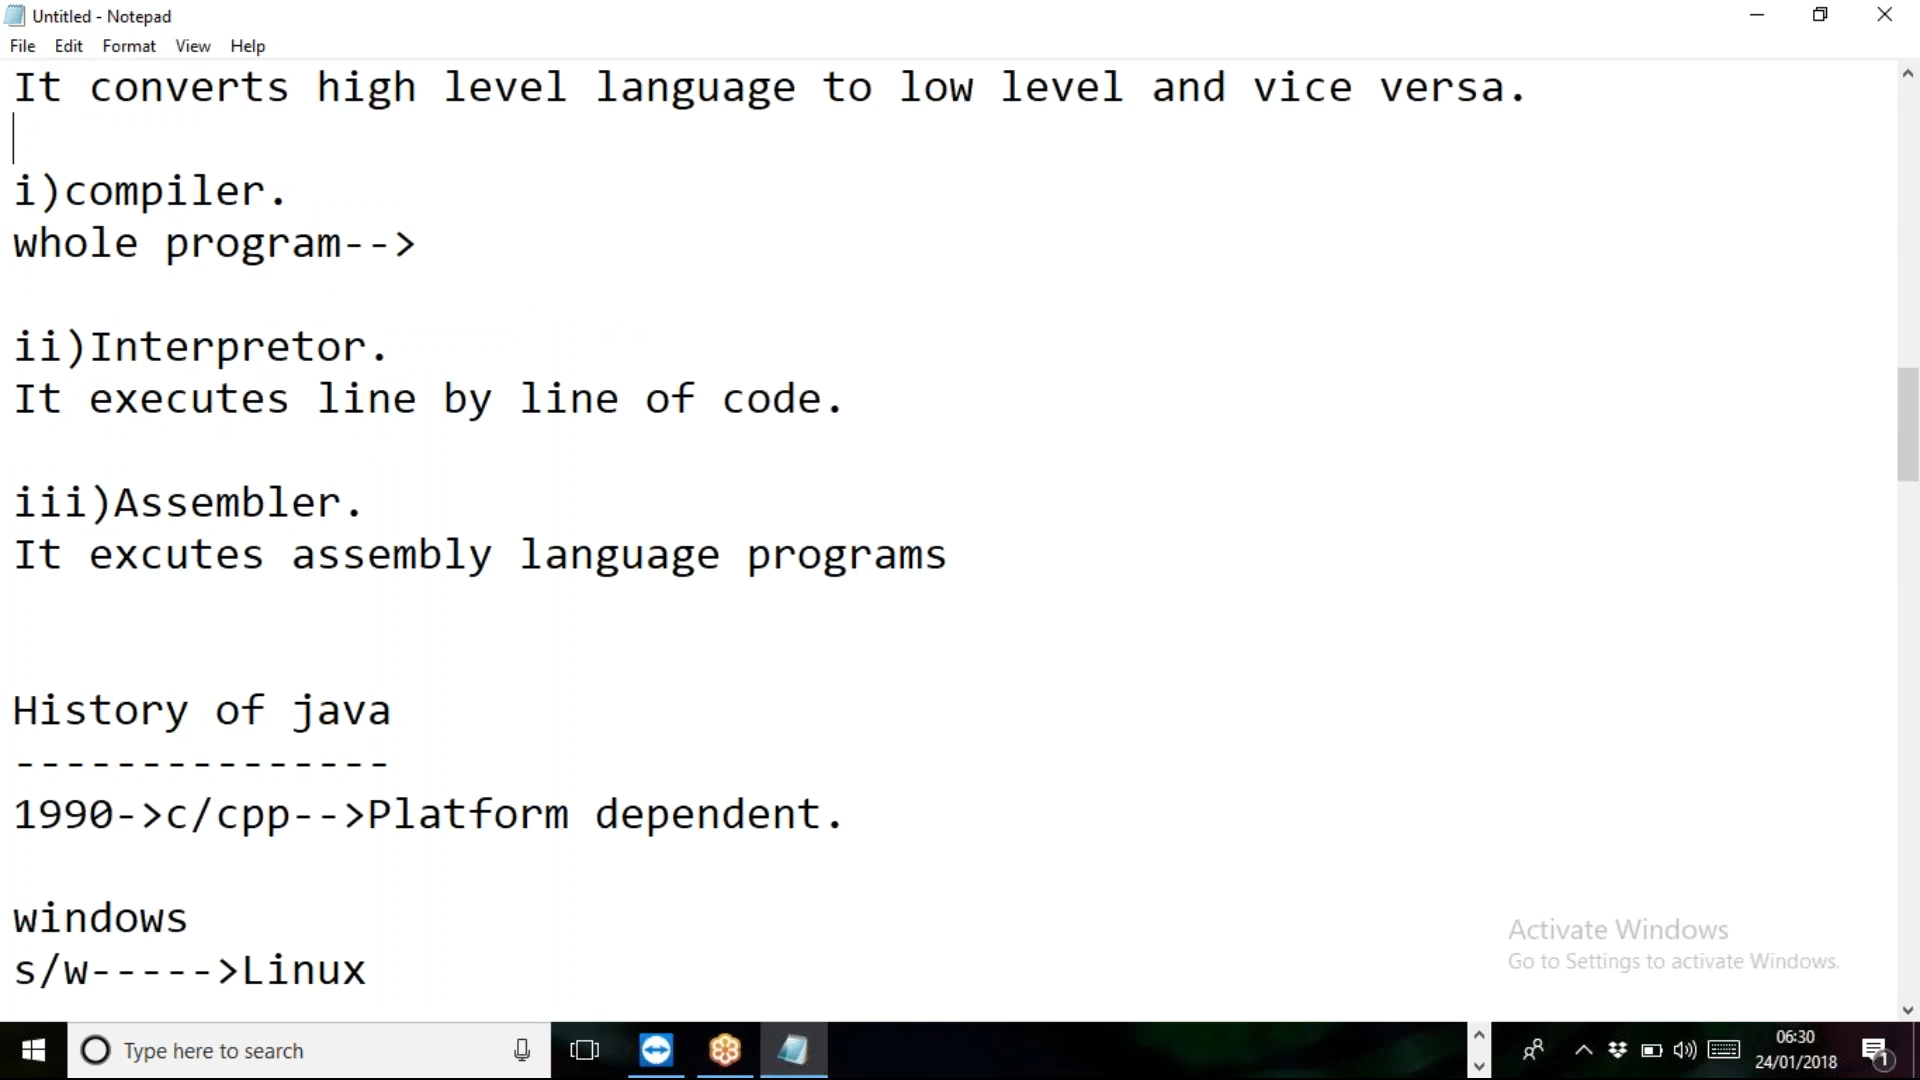 Untitled - Notepad
File Edit Format View Help
It converts high level language to low level and vice versa.
i)compiler.
whole program-->
ii)Interpretor.
It executes line by line of code.
iii)Assembler.
It excutes assembly language programs
History of java
---------------
1990->c/cpp-->Platform dependent.
windows
s/w----->Linux
Activate Windows
Go to Settings to activate Windows.
Type here to search
06:30
24/01/2018
1